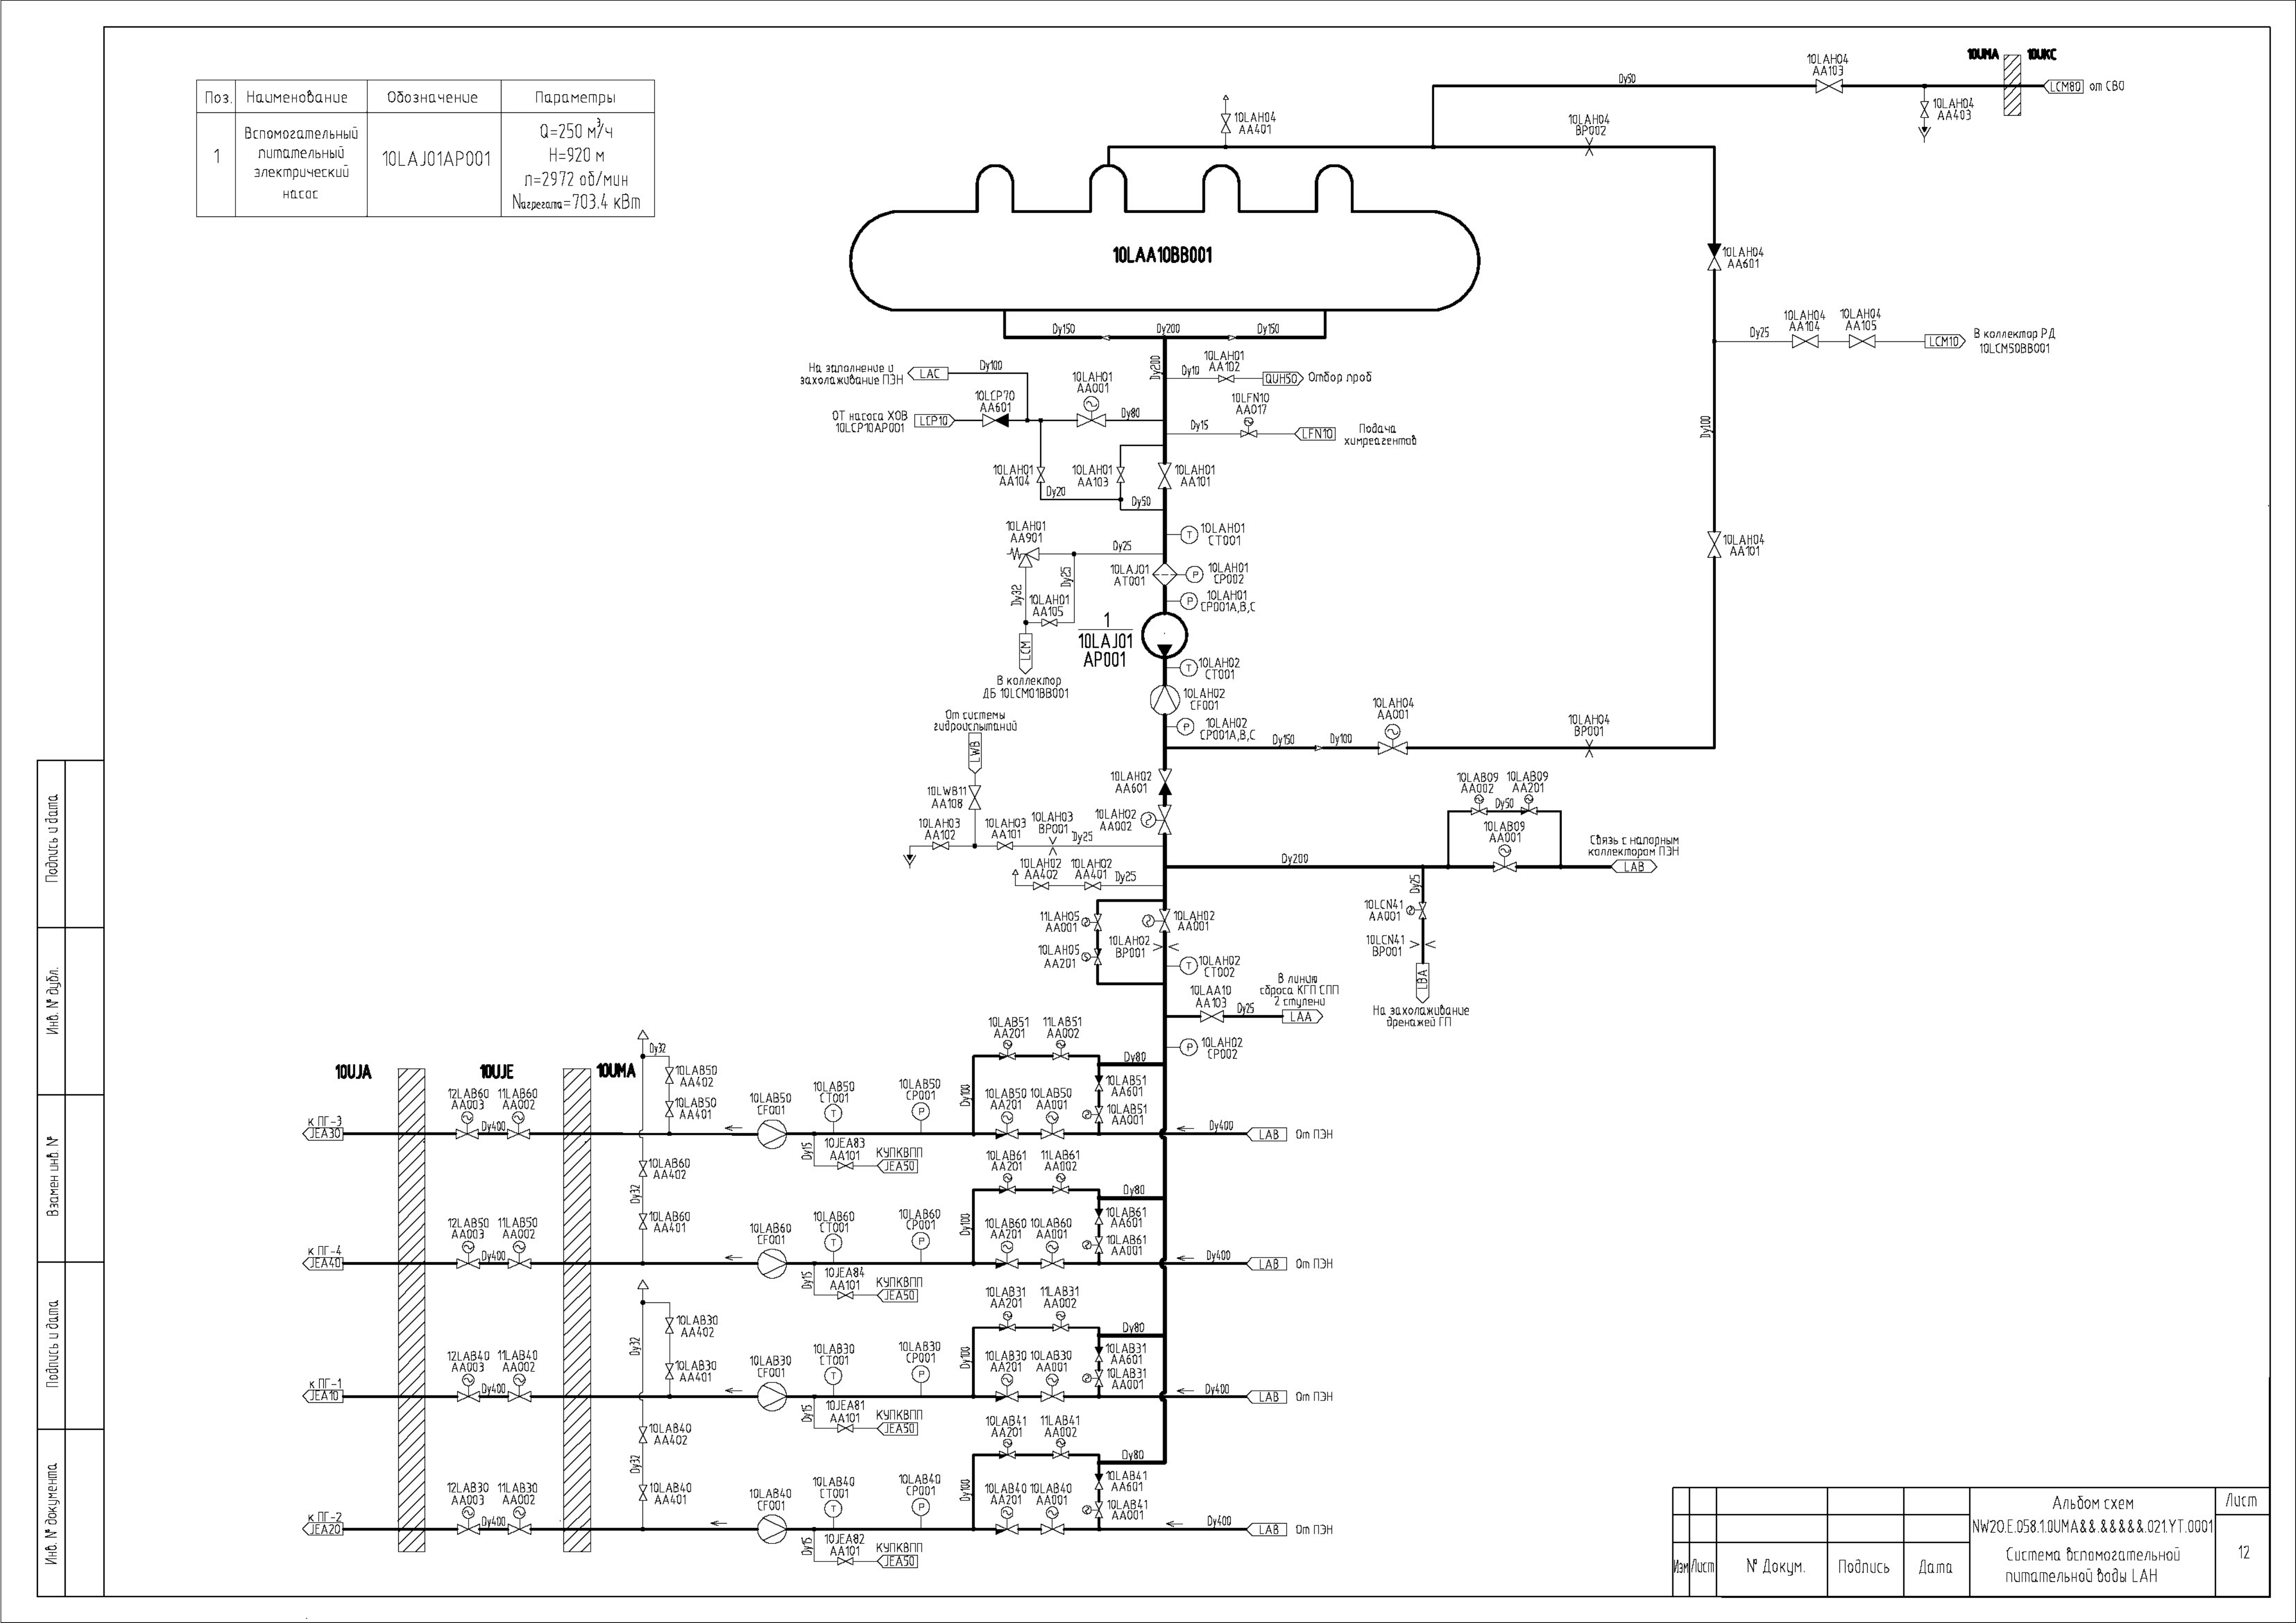 Поз.
Наименование
Обозначение
Параметры
1
Вспомогательный
питательный
электрический
насос
10LAJ01AP001
Q=250 м³/ч
H=920 м
n=2972 об/мин
Nагрегата=703.4 кВт
10UMA
10UKC
Dy50
10LAH04
AA103
LCM80
от СВО
10LAH04
AA403
10LAH04
AA401
10LAH04
BP002
10LAA10BB001
10LAH04
AA601
Dy150
Dy200
Dy150
Dy25
10LAH04
AA104
10LAH04
AA105
LCM10
В коллектор РД
10LCM50BB001
На заполнение и
захолаживание ПЭН
LAC
Dy100
10LAH01
AA001
Dy200
Dy10
10LAH01
AA102
QUH50
Отбор проб
ОТ насоса ХОВ
10LCP10AP001
LCP10
10LCP70
AA601
Dy80
Dy15
10LFN10
AA017
LFN10
Подача
химреагентов
Dy100
10LAH01
AA104
10LAH01
AA103
10LAH01
AA101
Dy20
Dy50
10LAH01
AA901
Dy25
10LAH01
CT001
10LAH04
AA101
10LAJ01
AT001
P
10LAH01
CP002
Dy32
Dy25
10LAH01
AA105
P
10LAH01
CP001A,B,C
T
1
10LAJ01
AP001
LCM
В коллектор
ДБ 10LCM01BB001
T
10LAH02
CT001
10LAH02
CF001
P
10LAH02
CP001A,B,C
От системы
гидроиспытаний
LWB
Dy150
Dy100
10LAH04
AA001
10LAH04
BP001
10LWB11
AA108
10LAH02
AA601
10LAH02
AA002
10LAH03
AA102
10LAH03
AA101
10LAH03
BP001
Dy25
10LAB09
AA002
10LAB09
AA201
Dy50
10LAB09
AA001
Связь с напорным
коллектором ПЭН
LAB
Dy200
10LAH02
AA402
10LAH02
AA401
Dy25
Dy25
10LCN41
AA001
10LCN41
BP001
LBA
На захолаживание
дренажей ГП
11LAH05
AA001
10LAH02
AA001
10LAH05
AA201
10LAH02
BP001
T
10LAH02
CT002
10LAA10
AA103
Dy25
В линию
сброса КГП СПП
2 ступени
LAA
P
10LAH02
CP002
10UJA
10UJE
10UMA
Dy32
10LAB50
AA402
10LAB50
AA401
к ПГ-3
JEA30
12LAB60
AA003
11LAB60
AA002
Dy400
10LAB50
CF001
10LAB50
CT001
T
10LAB50
CP001
P
Dy15
10JEA83
AA101
КУПКВПП
JEA50
10LAB51
AA201
11LAB51
AA002
Dy80
Dy100
10LAB50
AA201
10LAB50
AA001
10LAB51
AA601
10LAB51
AA001
Dy400
LAB
От ПЭН
10LAB60
AA402
Dy32
10LAB60
AA401
к ПГ-4
JEA40
12LAB50
AA003
11LAB50
AA002
Dy400
10LAB60
CF001
10LAB60
CT001
T
10LAB60
CP001
P
Dy15
10JEA84
AA101
КУПКВПП
JEA50
10LAB61
AA201
11LAB61
AA002
Dy80
Dy100
10LAB60
AA201
10LAB60
AA001
10LAB61
AA601
10LAB61
AA001
Dy400
LAB
От ПЭН
Dy32
10LAB30
AA402
10LAB30
AA401
к ПГ-1
JEA10
12LAB40
AA003
11LAB40
AA002
Dy400
10LAB30
CF001
10LAB30
CT001
T
10LAB30
CP001
P
Dy15
10JEA81
AA101
КУПКВПП
JEA50
10LAB31
AA201
11LAB31
AA002
Dy80
Dy100
10LAB30
AA201
10LAB30
AA001
10LAB31
AA601
10LAB31
AA001
Dy400
LAB
От ПЭН
10LAB40
AA402
Dy32
10LAB40
AA401
к ПГ-2
JEA20
12LAB30
AA003
11LAB30
AA002
Dy400
10LAB40
CF001
10LAB40
CT001
T
10LAB40
CP001
P
Dy15
10JEA82
AA101
КУПКВПП
JEA50
10LAB41
AA201
11LAB41
AA002
Dy80
Dy100
10LAB40
AA201
10LAB40
AA001
10LAB41
AA601
10LAB41
AA001
Dy400
LAB
От ПЭН
Подпись и дата
Инв. № дубл.
Взамен инв. №
Подпись и дата
Инв. № документа
Изм
Лист
№ Докум.
Подпись
Дата
Альбом схем
NW2O.E.058.1.0UMA&&.&&&&&.021.YT.0001
Система вспомогательной
питательной воды LAH
Лист
12